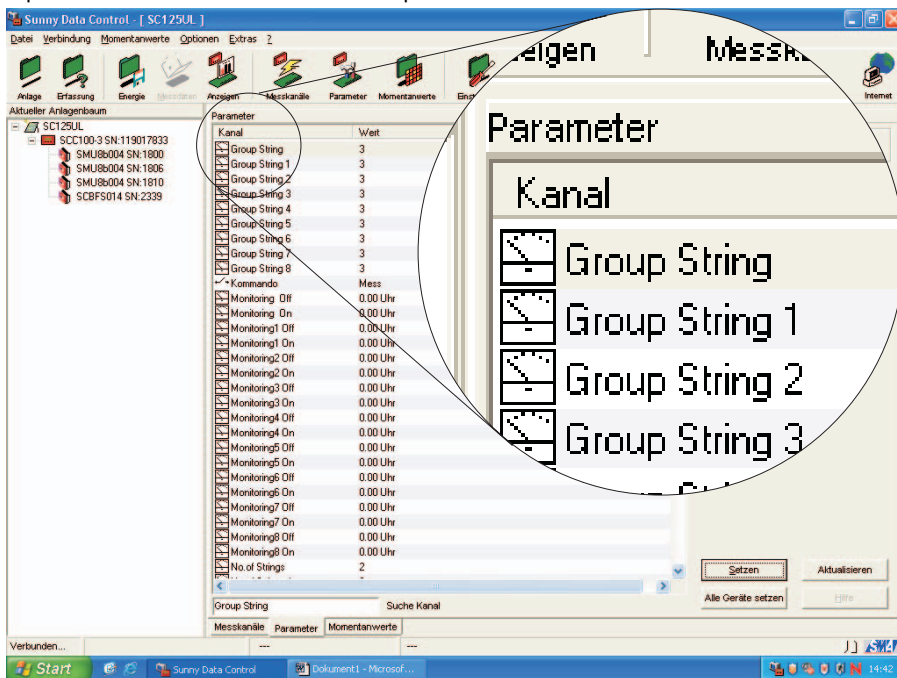 Sunny Data Control - [ SC125UL ]
Datei Verbindung Momentanwerte Optionen Extras ?
Anlage Erfassung Energie Anzeigen Messkanäle Parameter Momentanwerte Internet
Aktueller Anlagenbaum
SC125UL
SCC100-3 SN:119017833
SMU8b004 SN:1800
SMU8b004 SN:1806
SMU8b004 SN:1810
SCBFS014 SN:2339
Parameter
Kanal Wert
Group String 3
Group String 1 3
Group String 2 3
Group String 3 3
Group String 4 3
Group String 5 3
Group String 6 3
Group String 7 3
Group String 8 3
Kommando Mess
Monitoring Off 0.00 Uhr
Monitoring On 0.00 Uhr
Monitoring1 Off 0.00 Uhr
Monitoring1 On 0.00 Uhr
Monitoring2 Off 0.00 Uhr
Monitoring2 On 0.00 Uhr
Monitoring3 Off 0.00 Uhr
Monitoring3 On 0.00 Uhr
Monitoring4 Off 0.00 Uhr
Monitoring4 On 0.00 Uhr
Monitoring5 Off 0.00 Uhr
Monitoring5 On 0.00 Uhr
Monitoring6 Off 0.00 Uhr
Monitoring6 On 0.00 Uhr
Monitoring7 Off 0.00 Uhr
Monitoring7 On 0.00 Uhr
Monitoring8 Off 0.00 Uhr
Monitoring8 On 0.00 Uhr
No.of Strings 2
Group String Suche Kanal
Messkanäle Parameter Momentanwerte
Parameter
Kanal
Group String
Group String 1
Group String 2
Group String 3
Setzen Aktualisieren
Alle Geräte setzen Hilfe
Verbunden... --- --- SMA
Start Sunny Data Control Dokument1 - Microsof... 14:42